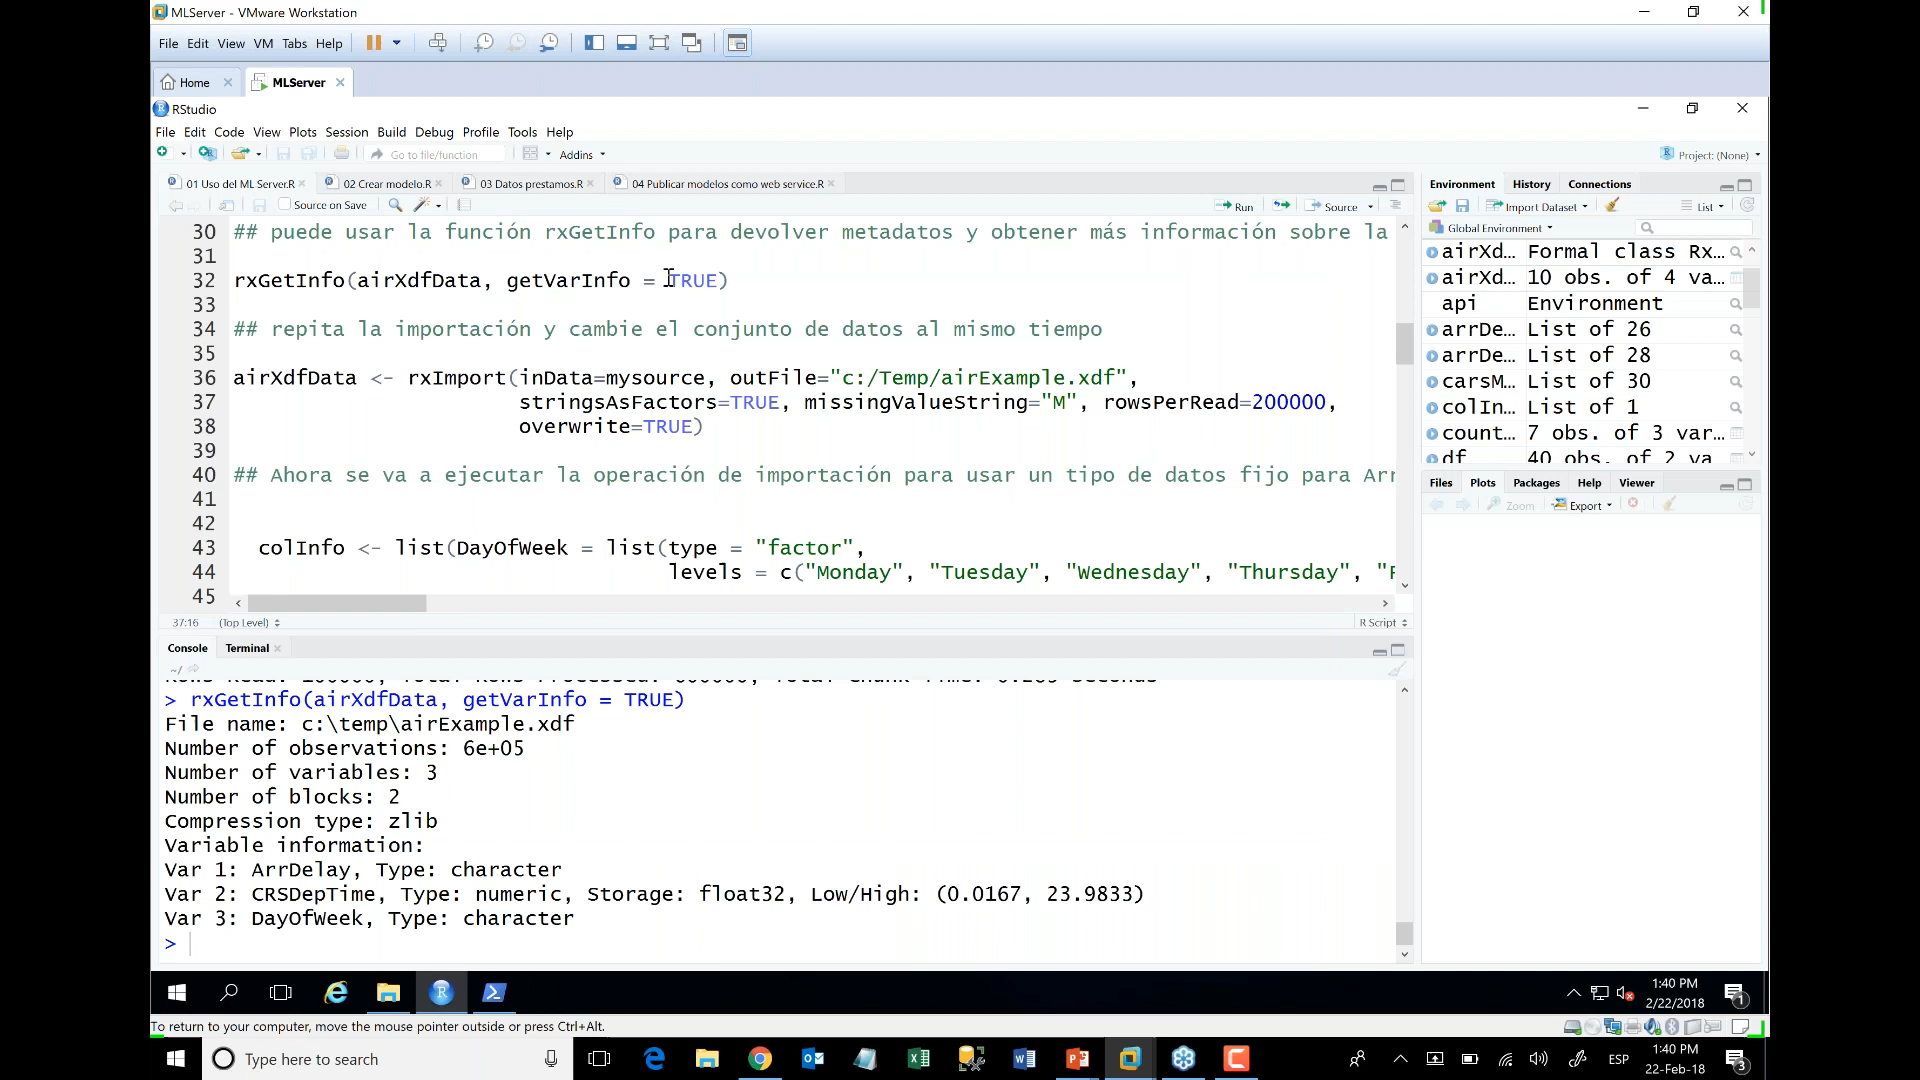 MLServer - VMware Workstation
File Edit View VM Tabs Help
Home MLServer
RStudio
File Edit Code View Plots Session Build Debug Profile Tools Help
Go to file/function Addins Project: (None)
01 Uso del ML Server.R 02 Crear modelo.R 03 Datos prestamos.R 04 Publicar modelos como web service.R
Source on Save Run Source
30 ## puede usar la función rxGetInfo para devolver metadatos y obtener más información sobre la
31
32 rxGetInfo(airXdfData, getVarInfo = TRUE)
33
34 ## repita la importación y cambie el conjunto de datos al mismo tiempo
35
36 airXdfData <- rxImport(inData=mysource, outFile="c:/Temp/airExample.xdf",
37 stringsAsFactors=TRUE, missingValueString="M", rowsPerRead=200000,
38 overwrite=TRUE)
39
40 ## Ahora se va a ejecutar la operación de importación para usar un tipo de datos fijo para Arr
41
42
43 colInfo <- list(DayOfWeek = list(type = "factor",
44 levels = c("Monday", "Tuesday", "Wednesday", "Thursday", "F
45
37:16 (Top Level) R Script
Console Terminal
~/
> rxGetInfo(airXdfData, getVarInfo = TRUE)
File name: c:\temp\airExample.xdf
Number of observations: 6e+05
Number of variables: 3
Number of blocks: 2
Compression type: zlib
Variable information:
Var 1: ArrDelay, Type: character
Var 2: CRSDepTime, Type: numeric, Storage: float32, Low/High: (0.0167, 23.9833)
Var 3: DayOfWeek, Type: character
>
Environment History Connections
Import Dataset List
Global Environment
airXd... Formal class Rx...
airXd... 10 obs. of 4 va...
api Environment
arrDe... List of 26
arrDe... List of 28
carsM... List of 30
colIn... List of 1
count... 7 obs. of 3 var...
df 40 obs. of 2 va
Files Plots Packages Help Viewer
Zoom Export
1:40 PM
2/22/2018
1
To return to your computer, move the mouse pointer outside or press Ctrl+Alt.
Type here to search
ESP
1:40 PM
22-Feb-18
3